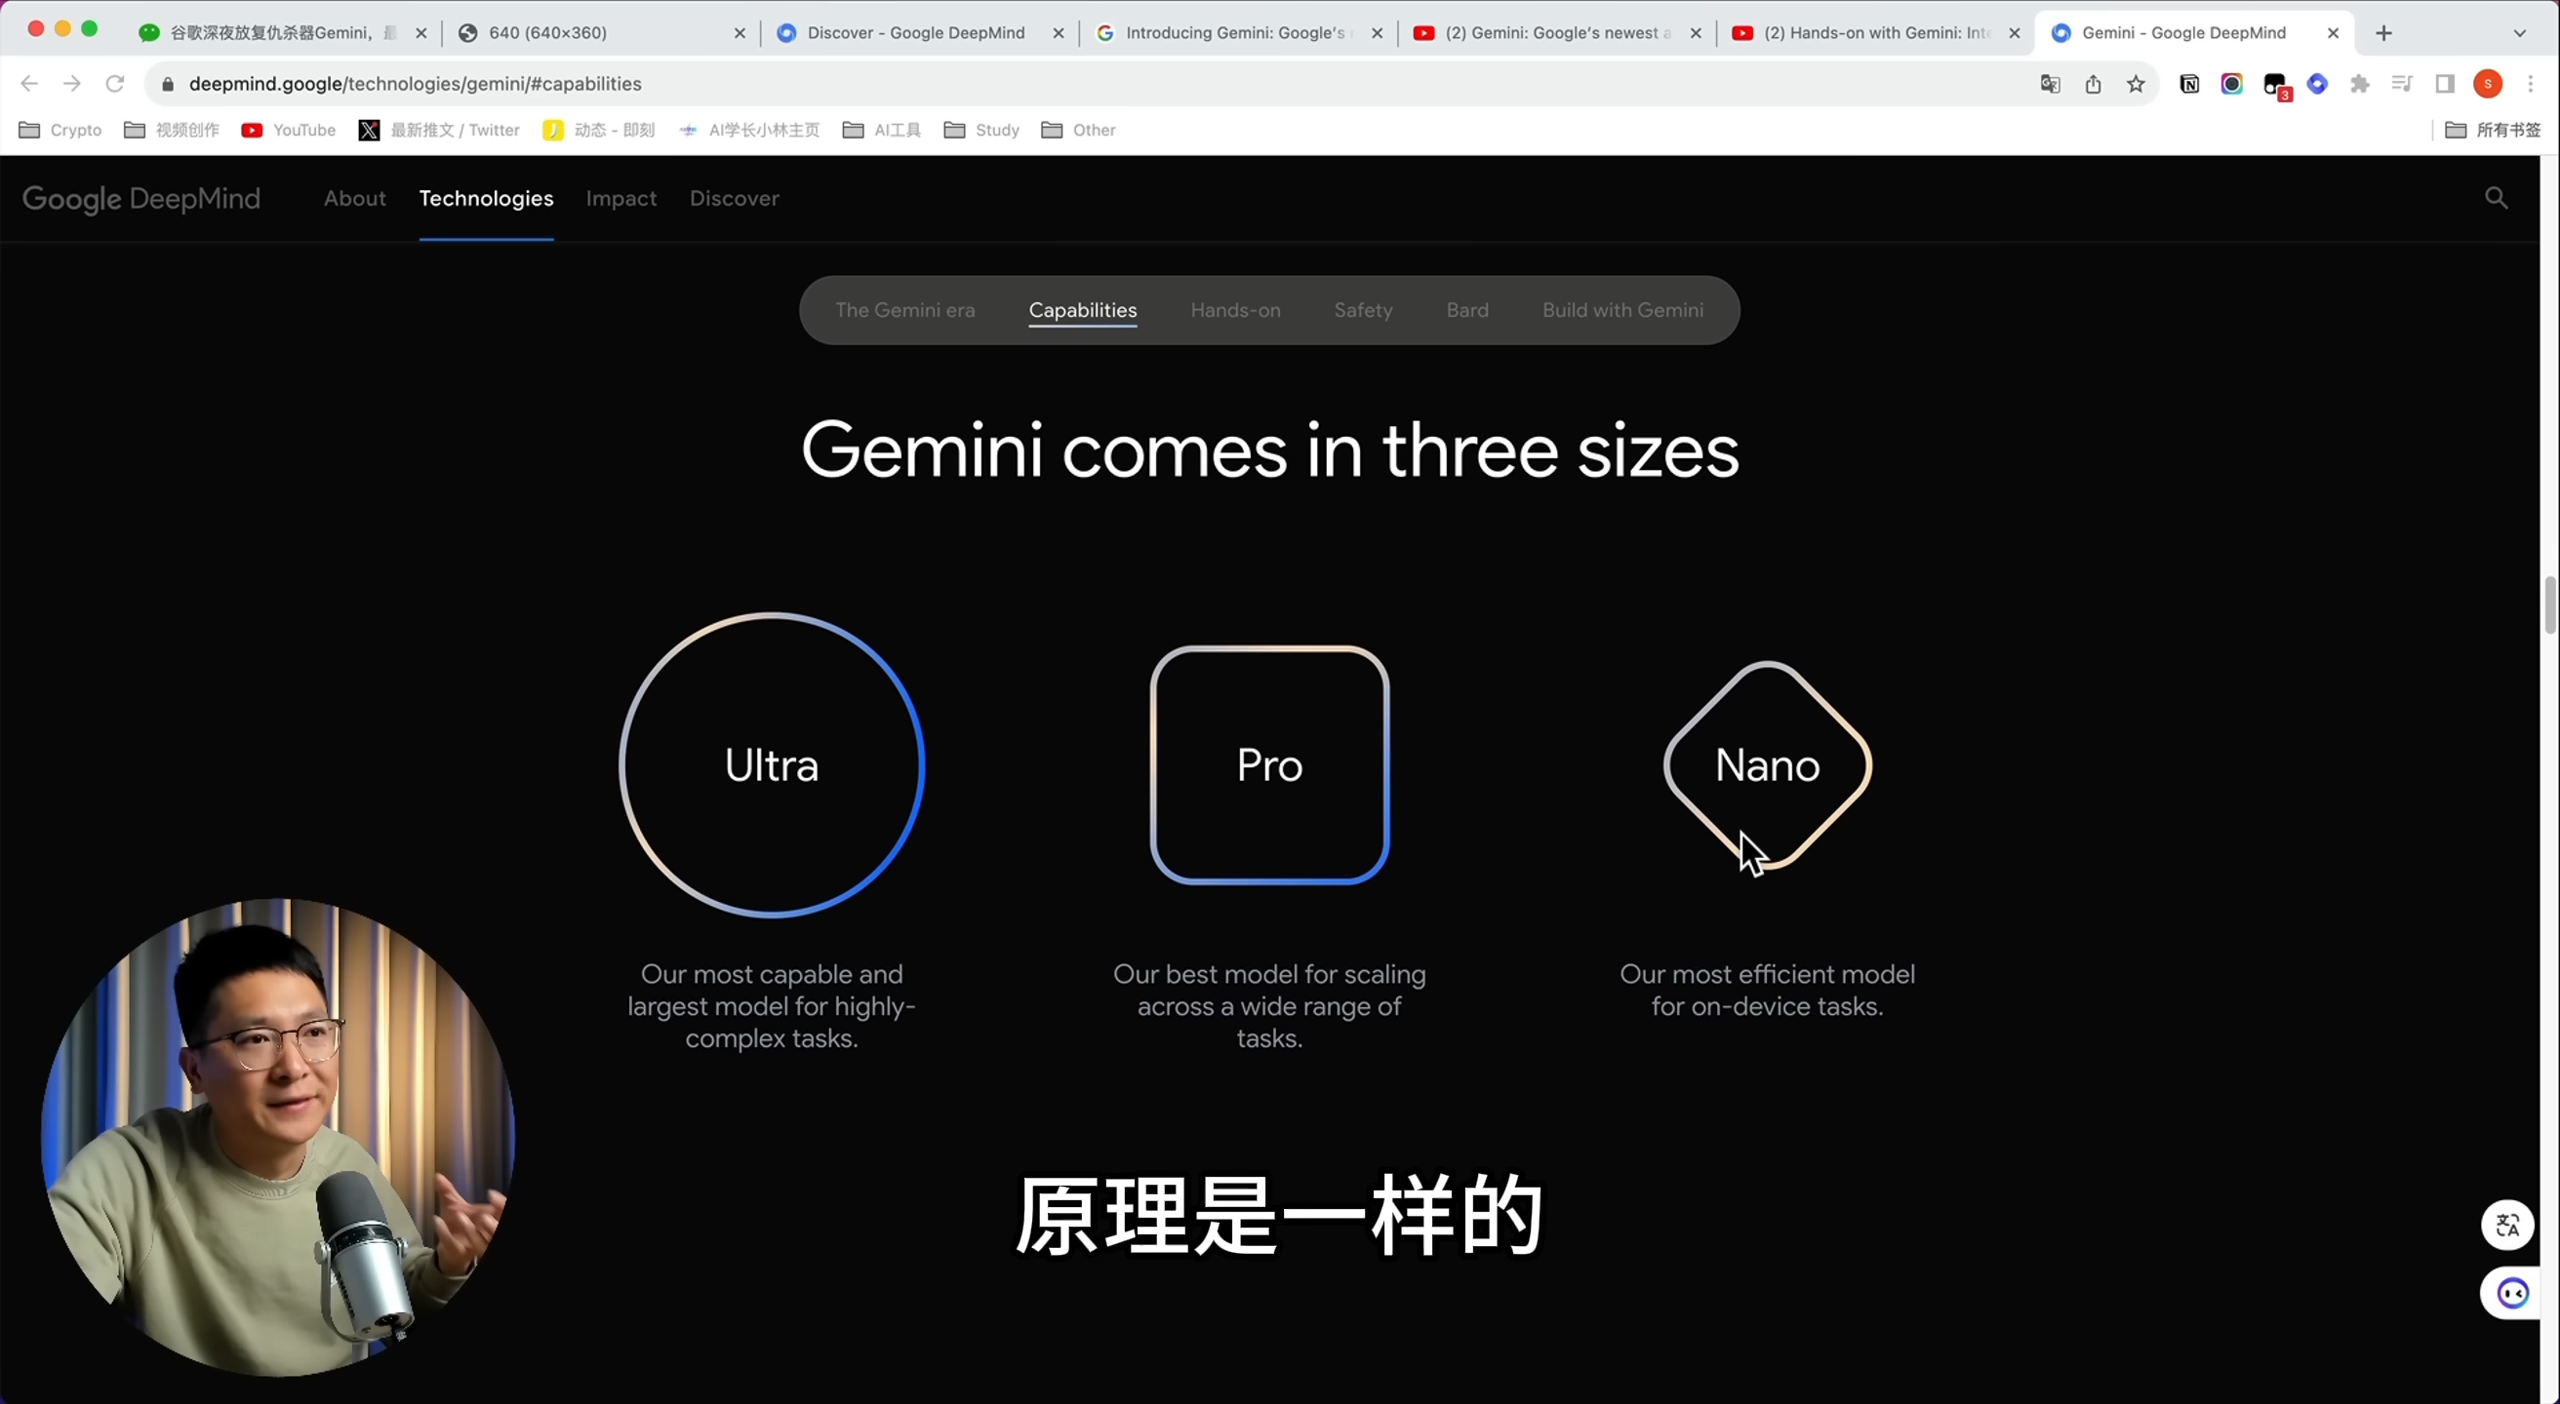 谷歌深夜放复仇杀器Gemini，
640 (640×360)
Discover - Google DeepMind
Introducing Gemini: Google's
(2) Gemini: Google's newest a
(2) Hands-on with Gemini: Inte
Gemini - Google DeepMind
deepmind.google/technologies/gemini/#capabilities
3
S
Crypto
视频创作
YouTube
最新推文 / Twitter
动态 - 即刻
AI学长小林主页
AI工具
Study
Other
所有书签
Google DeepMind
About
Technologies
Impact
Discover
The Gemini era
Capabilities
Hands-on
Safety
Bard
Build with Gemini
Gemini comes in three sizes
Ultra
Pro
Nano
Our most capable and
largest model for highly-
complex tasks.
Our best model for scaling
across a wide range of
tasks.
Our most efficient model
for on-device tasks.
原理是一样的